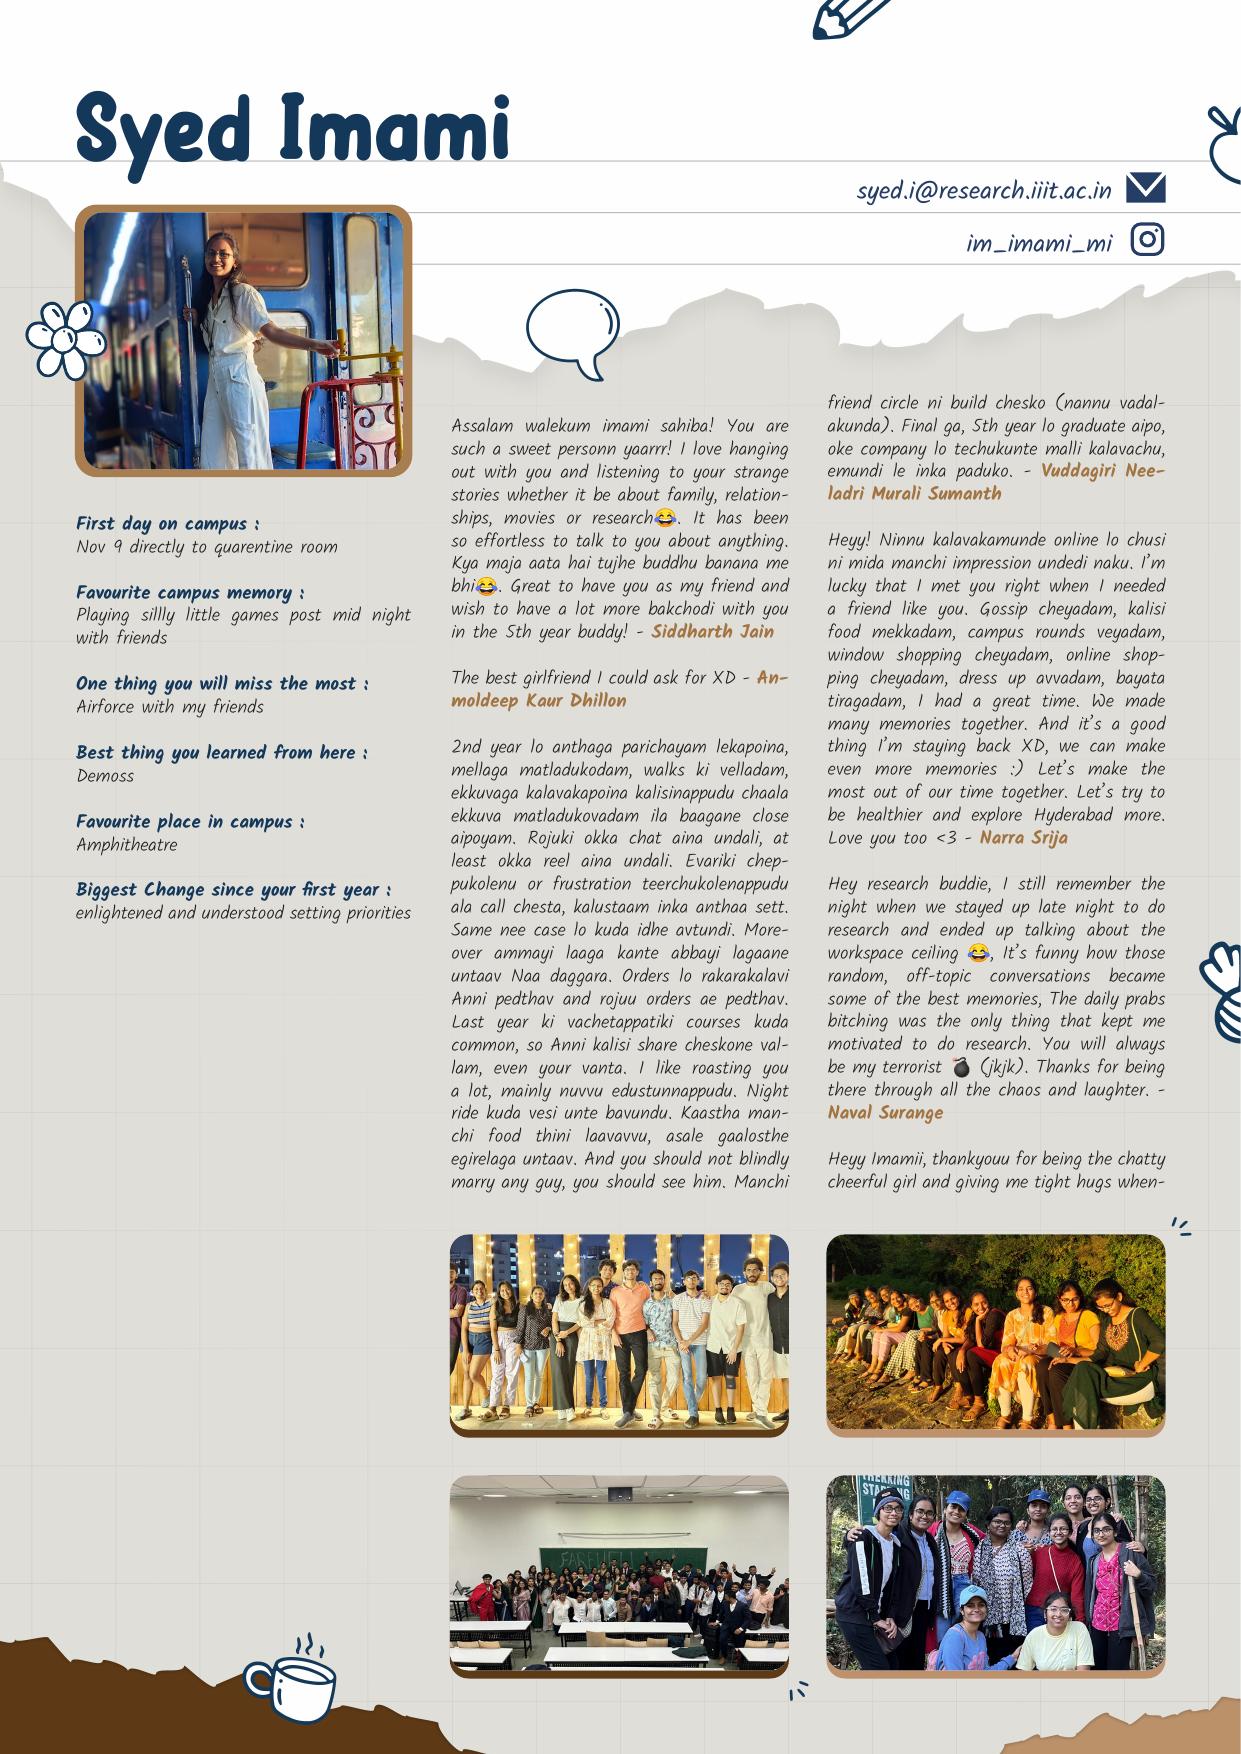 Syed Imami
syed.i@research.iiit.ac.in
im_imami_mi
First day on campus :
Nov 9 directly to quarentine room
Favourite campus memory :
Playing sillly little games post mid night
with friends
One thing you will miss the most :
Airforce with my friends
Best thing you learned from here :
Demoss
Favourite place in campus :
Amphitheatre
Biggest Change since your first year :
enlightened and understood setting priorities
Assalam walekum imami sahiba! You are
such a sweet personn yaarrr! I love hanging
out with you and listening to your strange
stories whether it be about family, relation-
ships, movies or research😂. It has been
so effortless to talk to you about anything.
Kya maja aata hai tujhe buddhu banana me
bhi😂. Great to have you as my friend and
wish to have a lot more bakchodi with you
in the 5th year buddy! - Siddharth Jain
The best girlfriend I could ask for XD - An-
moldeep Kaur Dhillon
2nd year lo anthaga parichayam lekapoina,
mellaga matladukodam, walks ki velladam,
ekkuvaga kalavakapoina kalisinappudu chaala
ekkuva matladukovadam ila baagane close
aipoyam. Rojuki okka chat aina undali, at
least okka reel aina undali. Evariki chep-
pukolenu or frustration teerchukolenappudu
ala call chesta, kalustaam inka anthaa sett.
Same nee case lo kuda idhe avtundi. More-
over ammayi laaga kante abbayi lagaane
untaav Naa daggara. Orders lo rakarakalavi
Anni pedthav and rojuu orders ae pedthav.
Last year ki vachetappatiki courses kuda
common, so Anni kalisi share cheskone val-
lam, even your vanta. I like roasting you
a lot, mainly nuvvu edustunnappudu. Night
ride kuda vesi unte bavundu. Kaastha man-
chi food thini laavavvu, asale gaalosthe
egirelaga untaav. And you should not blindly
marry any guy, you should see him. Manchi
friend circle ni build chesko (nannu vadal-
akunda). Final ga, 5th year lo graduate aipo,
oke company lo techukunte malli kalavachu,
emundi le inka paduko. - Vuddagiri Nee-
ladri Murali Sumanth
Heyy! Ninnu kalavakamunde online lo chusi
ni mida manchi impression undedi naku. I'm
lucky that I met you right when I needed
a friend like you. Gossip cheyadam, kalisi
food mekkadam, campus rounds veyadam,
window shopping cheyadam, online shop-
ping cheyadam, dress up avvadam, bayata
tiragadam, I had a great time. We made
many memories together. And it's a good
thing I'm staying back XD, we can make
even more memories :) Let's make the
most out of our time together. Let's try to
be healthier and explore Hyderabad more.
Love you too <3 - Narra Srija
Hey research buddie, I still remember the
night when we stayed up late night to do
research and ended up talking about the
workspace ceiling 😂, It's funny how those
random, off-topic conversations became
some of the best memories, The daily prabs
bitching was the only thing that kept me
motivated to do research. You will always
be my terrorist 💣 (jkjk). Thanks for being
there through all the chaos and laughter. -
Naval Surange
Heyy Imamii, thankyouu for being the chatty
cheerful girl and giving me tight hugs when-
FAREWELL
TREKKING